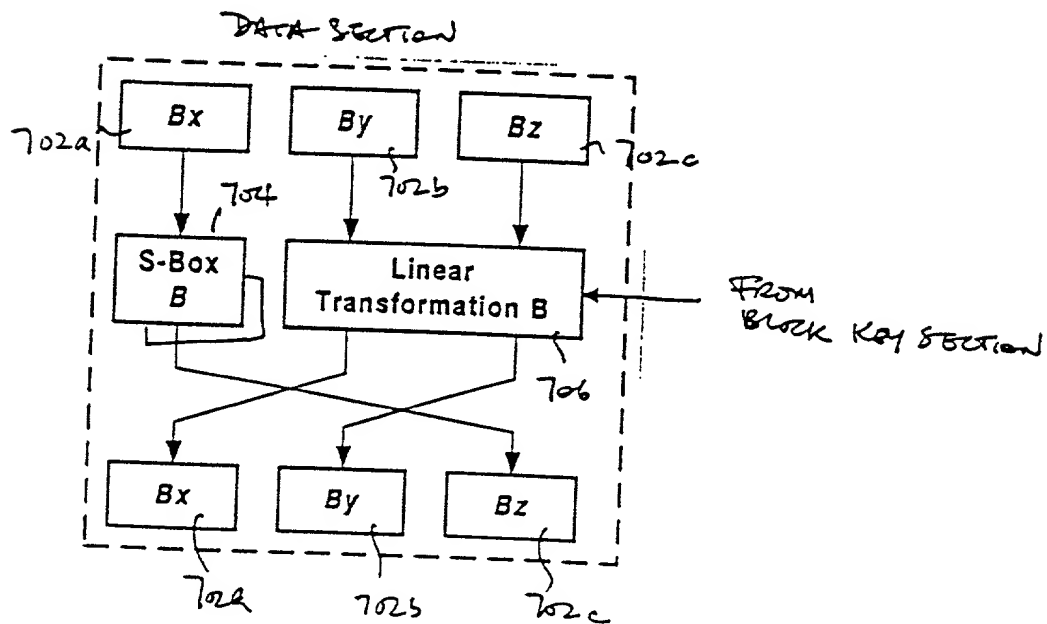 DATA SECTION
Bx By Bz
702a 702b 702c
704
S-Box
B
Linear
Transformation B
FROM
BLOCK KEY SECTION
706
Bx By Bz
702a 702b 702c